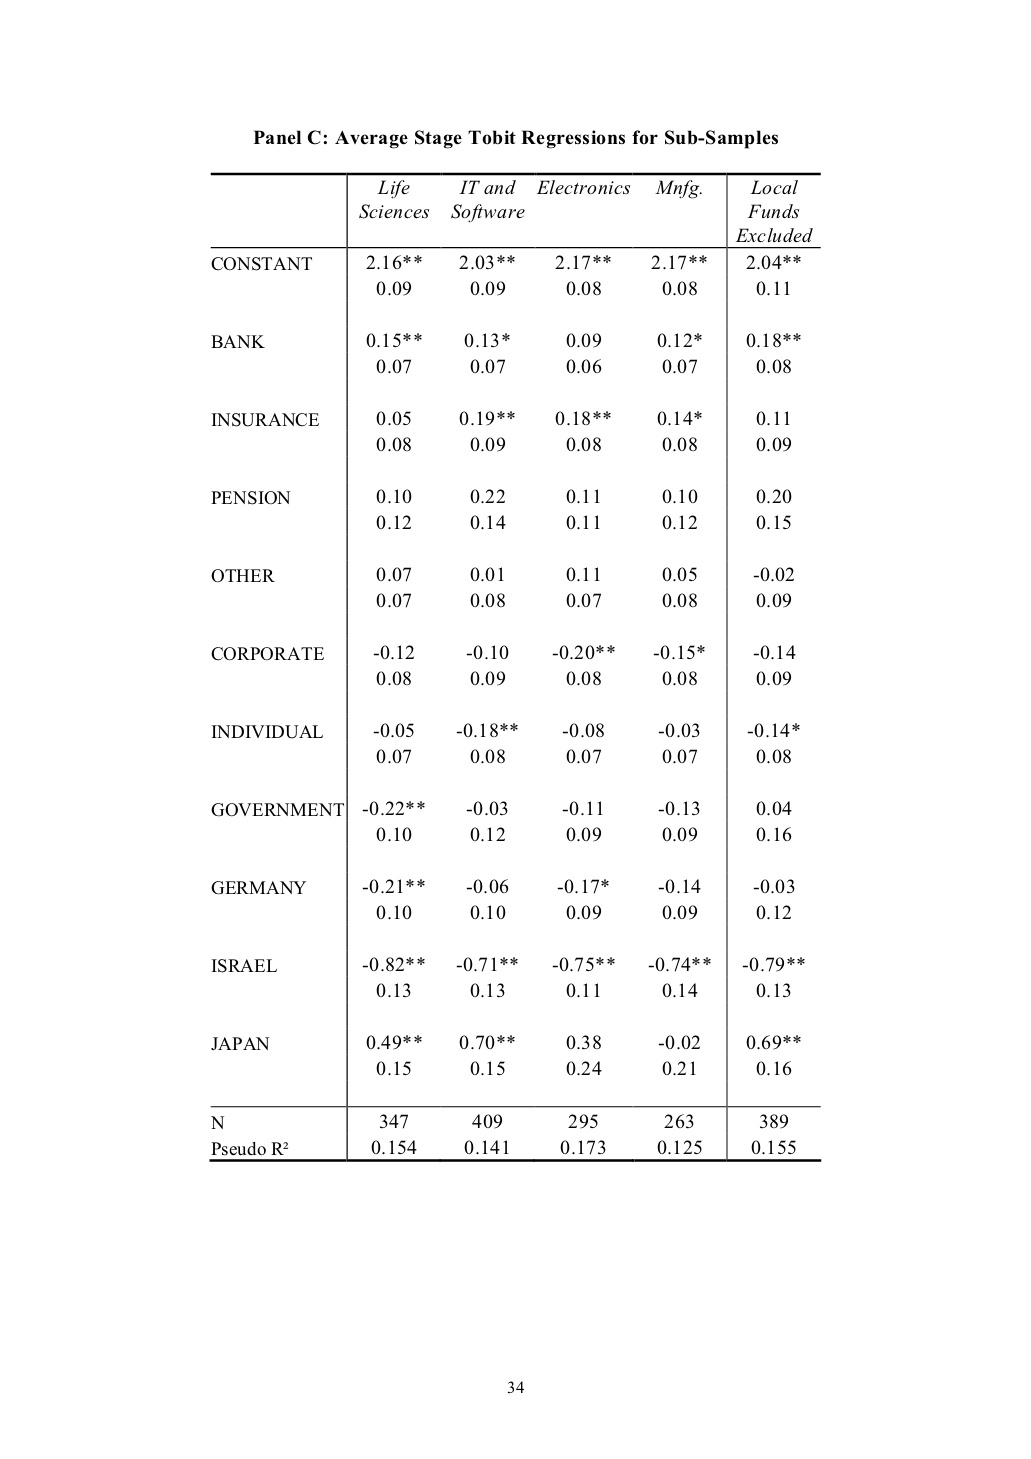 Panel C: Average Stage Tobit Regressions for Sub-Samples
Life Sciences IT and Software Electronics Mnfg. Local Funds Excluded
CONSTANT 2.16** 2.03** 2.17** 2.17** 2.04**
0.09 0.09 0.08 0.08 0.11
BANK 0.15** 0.13* 0.09 0.12* 0.18**
0.07 0.07 0.06 0.07 0.08
INSURANCE 0.05 0.19** 0.18** 0.14* 0.11
0.08 0.09 0.08 0.08 0.09
PENSION 0.10 0.22 0.11 0.10 0.20
0.12 0.14 0.11 0.12 0.15
OTHER 0.07 0.01 0.11 0.05 -0.02
0.07 0.08 0.07 0.08 0.09
CORPORATE -0.12 -0.10 -0.20** -0.15* -0.14
0.08 0.09 0.08 0.08 0.09
INDIVIDUAL -0.05 -0.18** -0.08 -0.03 -0.14*
0.07 0.08 0.07 0.07 0.08
GOVERNMENT -0.22** -0.03 -0.11 -0.13 0.04
0.10 0.12 0.09 0.09 0.16
GERMANY -0.21** -0.06 -0.17* -0.14 -0.03
0.10 0.10 0.09 0.09 0.12
ISRAEL -0.82** -0.71** -0.75** -0.74** -0.79**
0.13 0.13 0.11 0.14 0.13
JAPAN 0.49** 0.70** 0.38 -0.02 0.69**
0.15 0.15 0.24 0.21 0.16
N 347 409 295 263 389
Pseudo R² 0.154 0.141 0.173 0.125 0.155
34